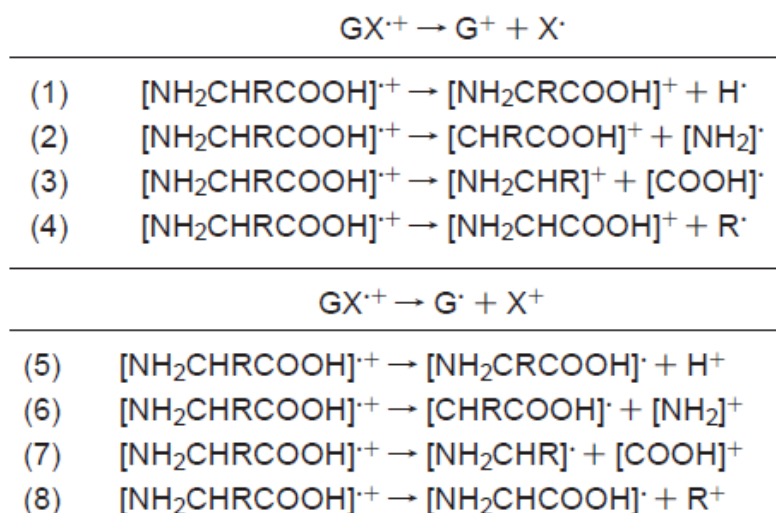 GX·⁺ → G⁺ + X·
(1) [NH₂CHRCOOH]·⁺ → [NH₂CRCOOH]⁺ + H·
(2) [NH₂CHRCOOH]·⁺ → [CHRCOOH]⁺ + [NH₂]·
(3) [NH₂CHRCOOH]·⁺ → [NH₂CHR]⁺ + [COOH]·
(4) [NH₂CHRCOOH]·⁺ → [NH₂CHCOOH]⁺ + R·
GX·⁺ → G· + X⁺
(5) [NH₂CHRCOOH]·⁺ → [NH₂CRCOOH]· + H⁺
(6) [NH₂CHRCOOH]·⁺ → [CHRCOOH]· + [NH₂]⁺
(7) [NH₂CHRCOOH]·⁺ → [NH₂CHR]· + [COOH]⁺
(8) [NH₂CHRCOOH]·⁺ → [NH₂CHCOOH]· + R⁺